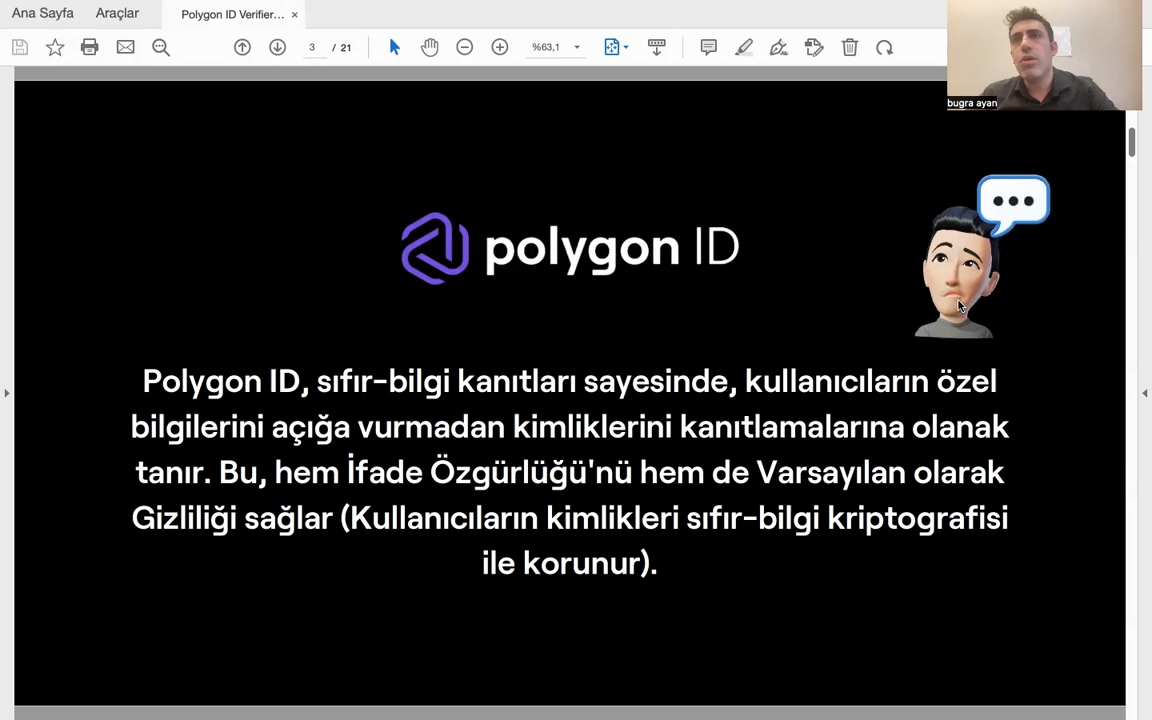 Ana Sayfa
Araçlar
Polygon ID Verifier...
×
3 / 21
%63,1
bugra ayan
polygon ID
Polygon ID, sıfır-bilgi kanıtları sayesinde, kullanıcıların özel
bilgilerini açığa vurmadan kimliklerini kanıtlamalarına olanak
tanır. Bu, hem İfade Özgürlüğü'nü hem de Varsayılan olarak
Gizliliği sağlar (Kullanıcıların kimlikleri sıfır-bilgi kriptografisi
ile korunur).